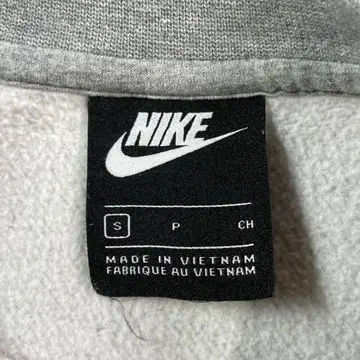 NIKE
S P CH
MADE IN VIETNAM
FABRIQUE AU VIETNAM